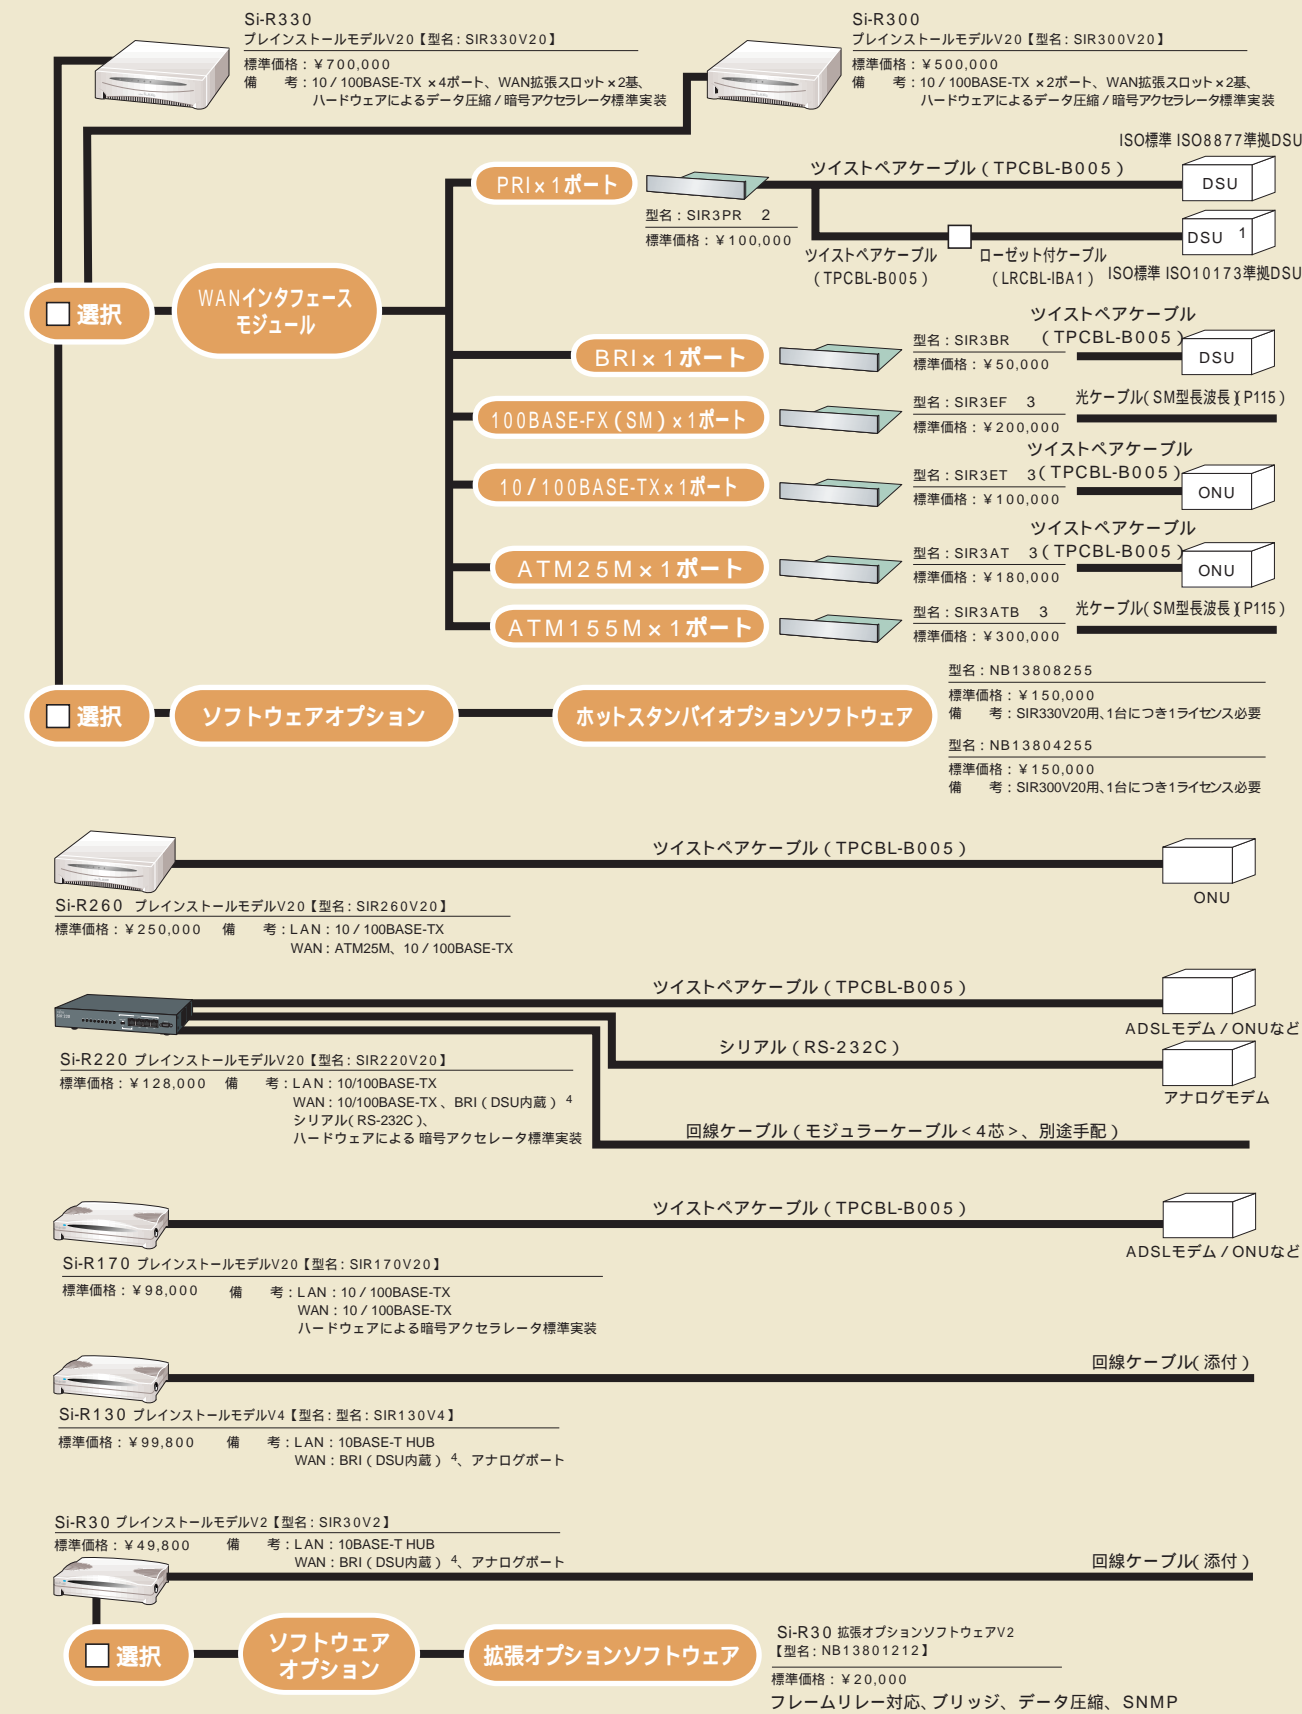 Si-R330
プレインストールモデルV20【型名：SIR330V20】
標準価格：￥700,000
備　考：10／100BASE-TX ×4ポート、WAN拡張スロット×2基、
ハードウェアによるデータ圧縮／暗号アクセラレータ標準実装
Si-R300
プレインストールモデルV20【型名：SIR300V20】
標準価格：￥500,000
備　考：10／100BASE-TX ×2ポート、WAN拡張スロット×2基、
ハードウェアによるデータ圧縮／暗号アクセラレータ標準実装
ISO標準 ISO8877準拠DSU
PRI×1ポート
ツイストペアケーブル（TPCBL-B005）
DSU
型名：SIR3PR　2
標準価格：￥100,000
DSU 1
ツイストペアケーブル
（TPCBL-B005）
ローゼット付ケーブル
（LRCBL-IBA1）
ISO標準 ISO10173準拠DSU
□選択
WANインタフェース
モジュール
BRI×1ポート
型名：SIR3BR
標準価格：￥50,000
ツイストペアケーブル
（TPCBL-B005）
DSU
100BASE-FX（SM）×1ポート
型名：SIR3EF　3
標準価格：￥200,000
光ケーブル（SM型長波長）（P115）
10/100BASE-TX×1ポート
型名：SIR3ET　3
標準価格：￥100,000
ツイストペアケーブル
（TPCBL-B005）
ONU
ATM25M×1ポート
型名：SIR3AT　3
標準価格：￥180,000
ツイストペアケーブル
（TPCBL-B005）
ONU
ATM155M×1ポート
型名：SIR3ATB　3
標準価格：￥300,000
光ケーブル（SM型長波長）（P115）
□選択
ソフトウェアオプション
ホットスタンバイオプションソフトウェア
型名：NB13808255
標準価格：￥150,000
備　考：SIR330V20用、1台につき1ライセンス必要
型名：NB13804255
標準価格：￥150,000
備　考：SIR300V20用、1台につき1ライセンス必要
ツイストペアケーブル（TPCBL-B005）
ONU
Si-R260 プレインストールモデルV20【型名：SIR260V20】
標準価格：￥250,000　備　考：LAN：10／100BASE-TX
WAN：ATM25M、10／100BASE-TX
ツイストペアケーブル（TPCBL-B005）
ADSLモデム／ONUなど
シリアル（RS-232C）
アナログモデム
Si-R220 プレインストールモデルV20【型名：SIR220V20】
標準価格：￥128,000　備　考：LAN：10/100BASE-TX
WAN：10/100BASE-TX 、BRI（DSU内蔵） 4
シリアル（RS-232C）、
ハードウェアによる 暗号アクセレータ標準実装
回線ケーブル（モジュラーケーブル＜4芯＞、別途手配）
ツイストペアケーブル（TPCBL-B005）
ADSLモデム／ONUなど
Si-R170 プレインストールモデルV20【型名：SIR170V20】
標準価格：￥98,000　備　考：LAN：10／100BASE-TX
WAN：10／100BASE-TX
ハードウェアによる暗号アクセラレータ標準実装
回線ケーブル（添付）
Si-R130 プレインストールモデルV4【型名：型名：SIR130V4】
標準価格：￥99,800　備　考：LAN：10BASE-T HUB
WAN：BRI（DSU内蔵） 4、アナログポート
Si-R30 プレインストールモデルV2【型名：SIR30V2】
標準価格：￥49,800　備　考：LAN：10BASE-T HUB
WAN：BRI（DSU内蔵） 4、アナログポート
回線ケーブル（添付）
□選択
ソフトウェア
オプション
拡張オプションソフトウェア
Si-R30 拡張オプションソフトウェアV2
【型名：NB13801212】
標準価格：￥20,000
フレームリレー対応、ブリッジ、データ圧縮、SNMP